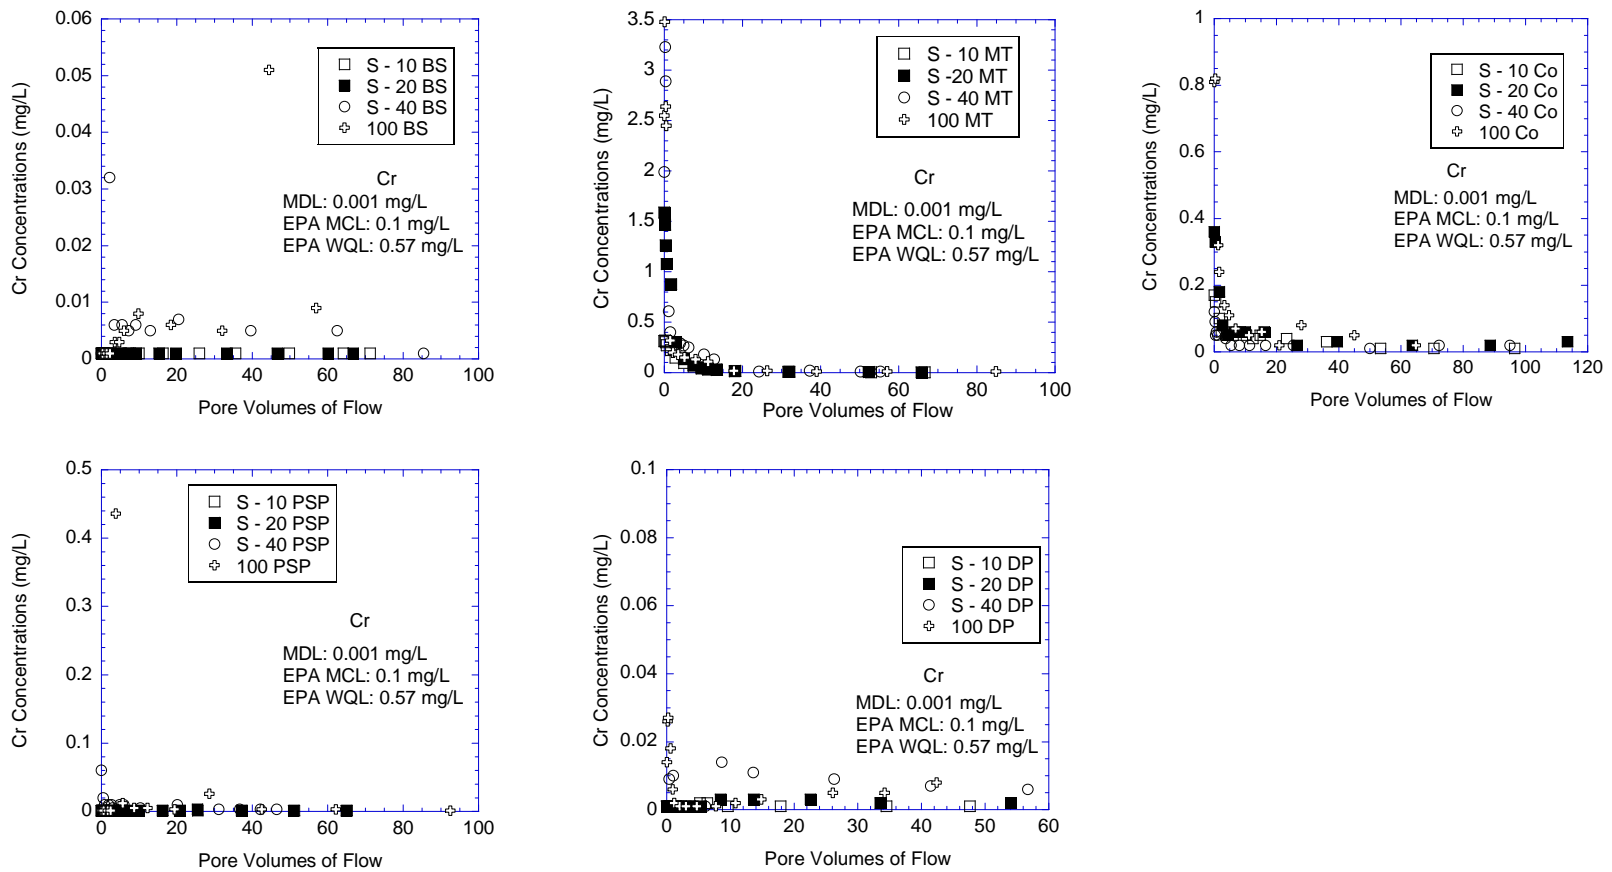 0.06
0.05
0.04
0.03
0.02
0.01
0
Cr Concentrations (mg/L)
S - 10 BS
S - 20 BS
S - 40 BS
100 BS
Cr
MDL: 0.001 mg/L
EPA MCL: 0.1 mg/L
EPA WQL: 0.57 mg/L
0 20 40 60 80 100
Pore Volumes of Flow
3.5
3
2.5
2
1.5
1
0.5
0
Cr Concentrations (mg/L)
S - 10 MT
S -20 MT
S - 40 MT
100 MT
Cr
MDL: 0.001 mg/L
EPA MCL: 0.1 mg/L
EPA WQL: 0.57 mg/L
0 20 40 60 80 100
Pore Volumes of Flow
1
0.8
0.6
0.4
0.2
0
Cr Concentrations (mg/L)
S - 10 Co
S - 20 Co
S - 40 Co
100 Co
Cr
MDL: 0.001 mg/L
EPA MCL: 0.1 mg/L
EPA WQL: 0.57 mg/L
0 20 40 60 80 100 120
Pore Volumes of Flow
0.5
0.4
0.3
0.2
0.1
0
Cr Concentrations (mg/L)
S - 10 PSP
S - 20 PSP
S - 40 PSP
100 PSP
Cr
MDL: 0.001 mg/L
EPA MCL: 0.1 mg/L
EPA WQL: 0.57 mg/L
0 20 40 60 80 100
Pore Volumes of Flow
0.1
0.08
0.06
0.04
0.02
0
Cr Concentrations (mg/L)
S - 10 DP
S - 20 DP
S - 40 DP
100 DP
Cr
MDL: 0.001 mg/L
EPA MCL: 0.1 mg/L
EPA WQL: 0.57 mg/L
0 10 20 30 40 50 60
Pore Volumes of Flow